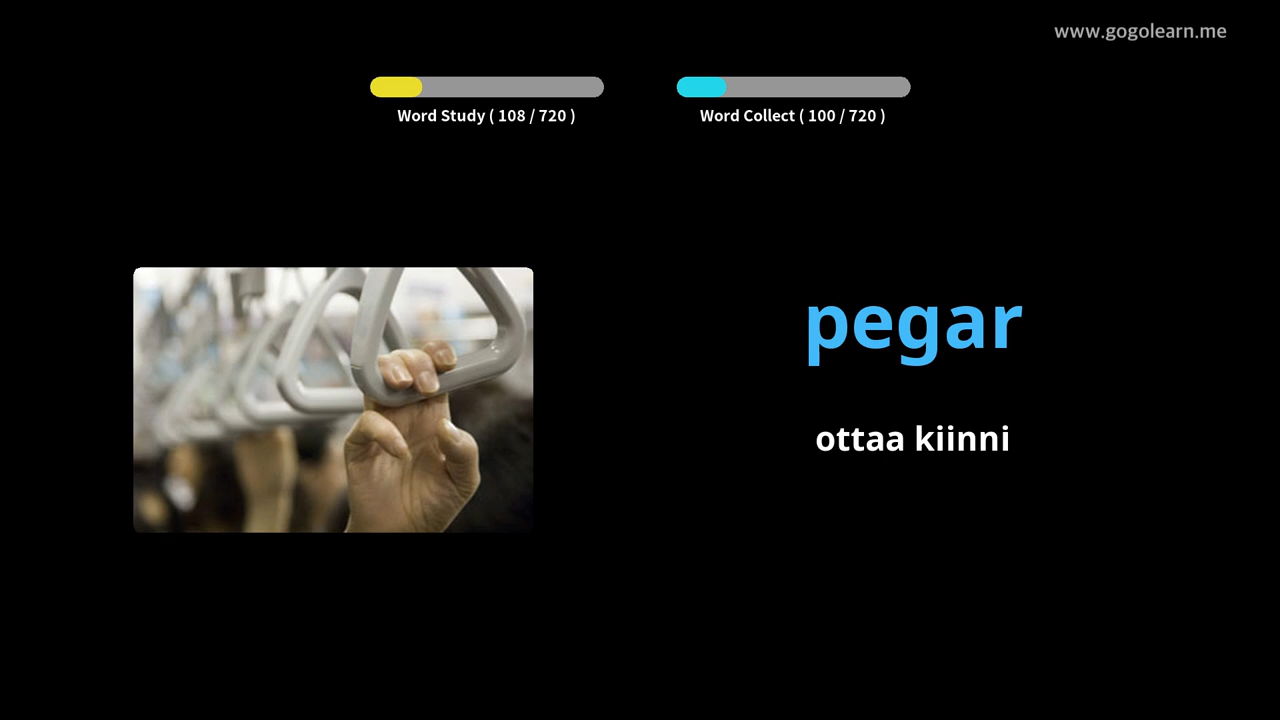 www.gogolearn.me
Word Study ( 108 / 720 )
Word Collect ( 100 / 720 )
pegar
ottaa kiinni